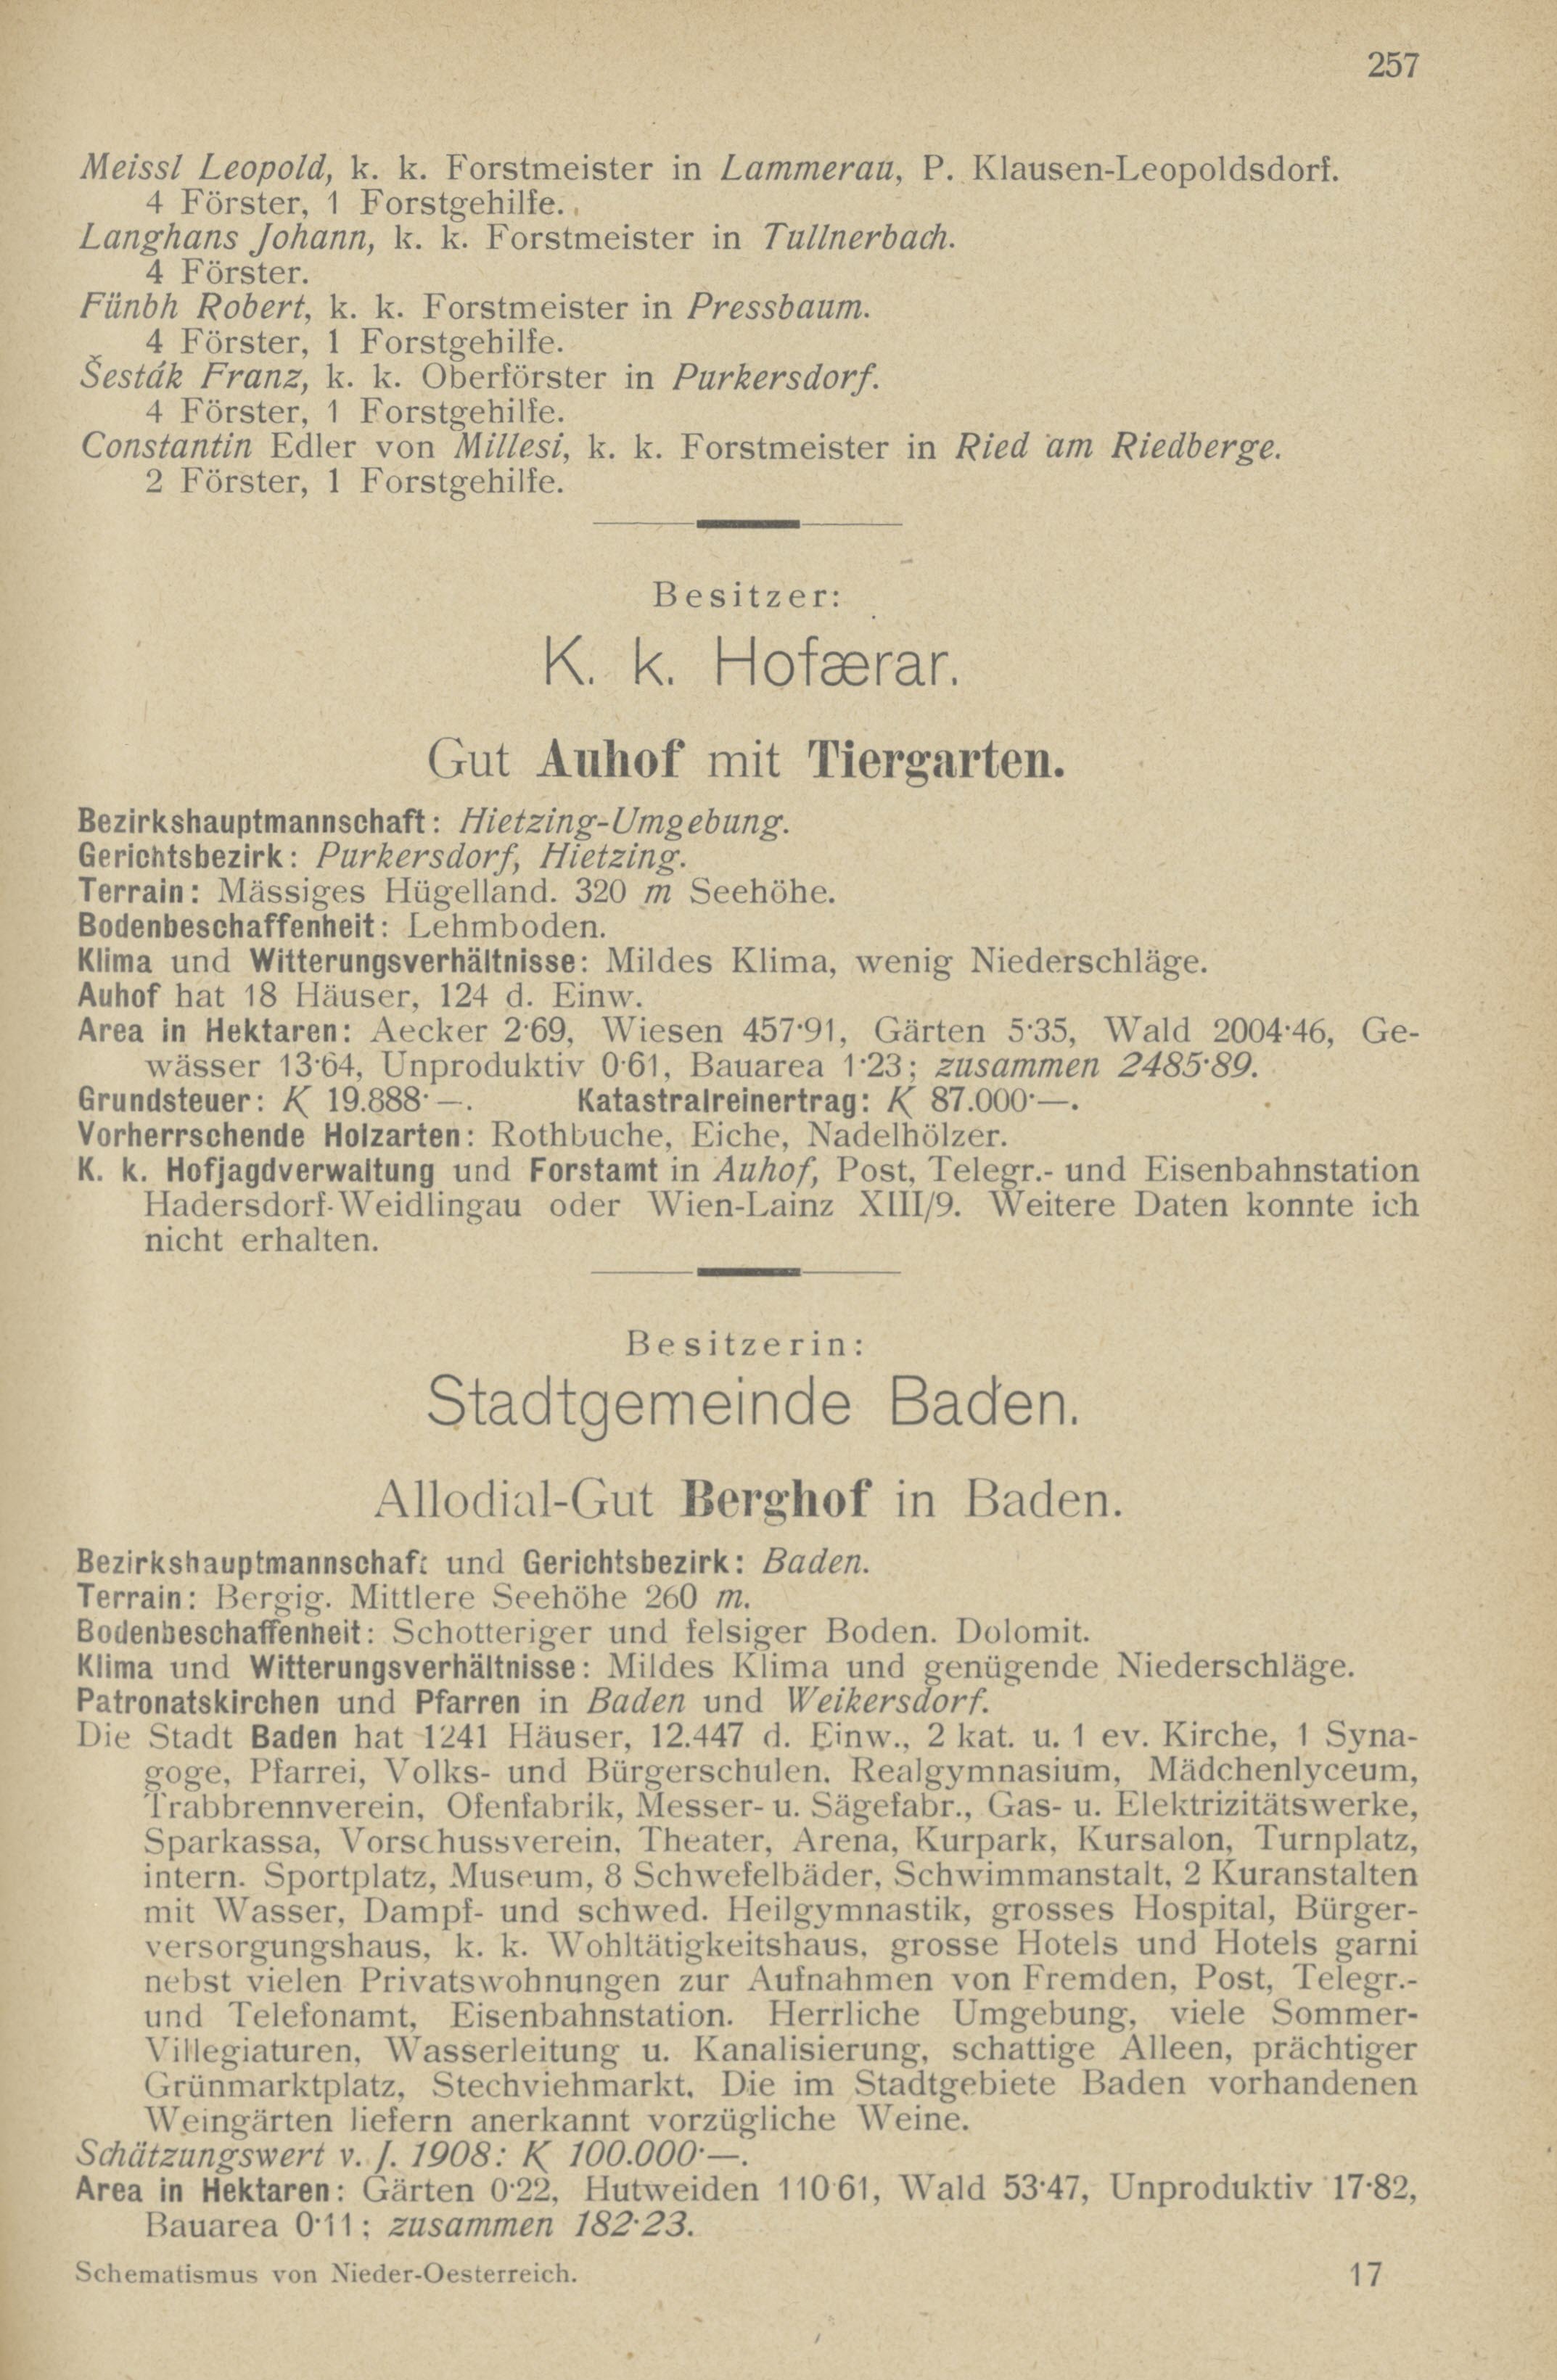 257
Meissl Leopold, k. k. Forstmeister in Lammerau, P. Klausen-Leopoldsdorf.
4 Förster, 1 Forstgehilfe.
Langhans Johann, k. k. Forstmeister in Tullnerbach.
4 Förster.
Fünbh Robert, k. k. Forstmeister in Pressbaum.
4 Förster, 1 Forstgehilfe.
Šesták Franz, k. k. Oberförster in Purkersdorf.
4 Förster, 1 Forstgehilfe.
Constantin Edler von Millesi, k. k. Forstmeister in Ried am Riedberge.
2 Förster, 1 Forstgehilfe.
Besitzer:
K. k. Hofærar.
Gut Auhof mit Tiergarten.
Bezirkshauptmannschaft: Hietzing-Umgebung.
Gerichtsbezirk: Purkersdorf, Hietzing.
Terrain: Mässiges Hügelland. 320 m Seehöhe.
Bodenbeschaffenheit: Lehmboden.
Klima und Witterungsverhältnisse: Mildes Klima, wenig Niederschläge.
Auhof hat 18 Häuser, 124 d. Einw.
Area in Hektaren: Aecker 2·69, Wiesen 457·91, Gärten 5·35, Wald 2004·46, Ge-
wässer 13·64, Unproduktiv 0·61, Bauarea 1·23; zusammen 2485·89.
Grundsteuer: K 19.888·—. Katastralreinertrag: K 87.000·—.
Vorherrschende Holzarten: Rothbuche, Eiche, Nadelhölzer.
K. k. Hofjagdverwaltung und Forstamt in Auhof, Post, Telegr.- und Eisenbahnstation
Hadersdorf-Weidlingau oder Wien-Lainz XIII/9. Weitere Daten konnte ich
nicht erhalten.
Besitzerin:
Stadtgemeinde Baden.
Allodial-Gut Berghof in Baden.
Bezirkshauptmannschaft und Gerichtsbezirk: Baden.
Terrain: Bergig. Mittlere Seehöhe 260 m.
Bodenbeschaffenheit: Schotteriger und felsiger Boden. Dolomit.
Klima und Witterungsverhältnisse: Mildes Klima und genügende Niederschläge.
Patronatskirchen und Pfarren in Baden und Weikersdorf.
Die Stadt Baden hat 1241 Häuser, 12.447 d. Einw., 2 kat. u. 1 ev. Kirche, 1 Syna-
goge, Pfarrei, Volks- und Bürgerschulen. Realgymnasium, Mädchenlyceum,
Trabbrennverein, Ofenfabrik, Messer- u. Sägefabr., Gas- u. Elektrizitätswerke,
Sparkassa, Vorschussverein, Theater, Arena, Kurpark, Kursalon, Turnplatz,
intern. Sportplatz, Museum, 8 Schwefelbäder, Schwimmanstalt, 2 Kuranstalten
mit Wasser, Dampf- und schwed. Heilgymnastik, grosses Hospital, Bürger-
versorgungshaus, k. k. Wohltätigkeitshaus, grosse Hotels und Hotels garni
nebst vielen Privatswohnungen zur Aufnahmen von Fremden, Post, Telegr.-
und Telefonamt, Eisenbahnstation. Herrliche Umgebung, viele Sommer-
Villegiaturen, Wasserleitung u. Kanalisierung, schattige Alleen, prächtiger
Grünmarktplatz, Stechviehmarkt. Die im Stadtgebiete Baden vorhandenen
Weingärten liefern anerkannt vorzügliche Weine.
Schätzungswert v. J. 1908: K 100.000·—.
Area in Hektaren: Gärten 0·22, Hutweiden 110·61, Wald 53·47, Unproduktiv 17·82,
Bauarea 0·11; zusammen 182·23.
Schematismus von Nieder-Oesterreich. 17